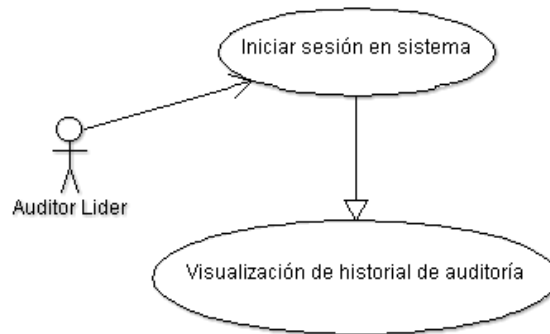 Iniciar sesión en sistema
Auditor Lider
Visualización de historial de auditoría